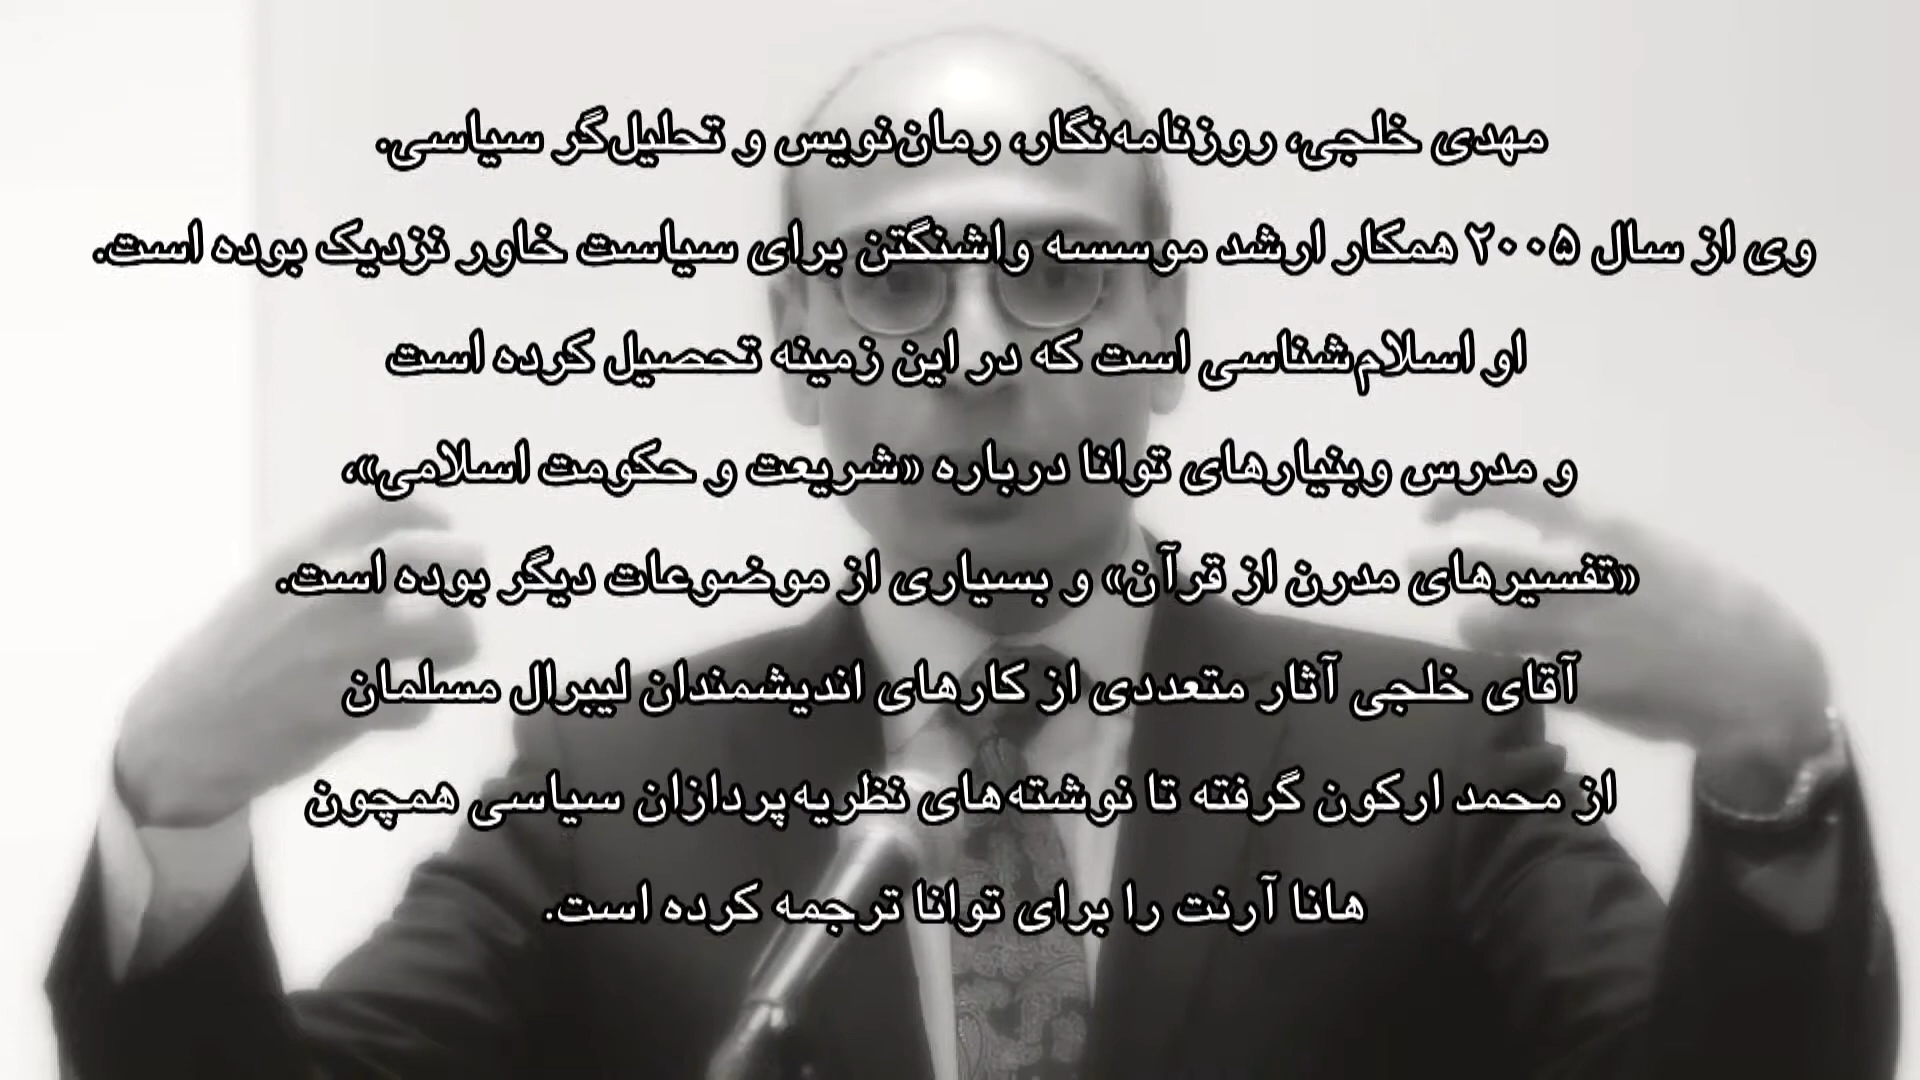 مهدی خلجی، روزنامه‌نگار، رمان‌نویس و تحلیل‌گر سیاسی.
وی از سال ۲۰۰۵ همکار ارشد موسسه واشنگتن برای سیاست خاور نزدیک بوده است.
او اسلام‌شناسی است که در این زمینه تحصیل کرده است
و مدرس وبنیارهای توانا درباره «شریعت و حکومت اسلامی»،
«تفسیرهای مدرن از قرآن» و بسیاری از موضوعات دیگر بوده است.
آقای خلجی آثار متعددی از کارهای اندیشمندان لیبرال مسلمان
از محمد ارکون گرفته تا نوشته‌های نظریه‌پردازان سیاسی همچون
هانا آرنت را برای توانا ترجمه کرده است.